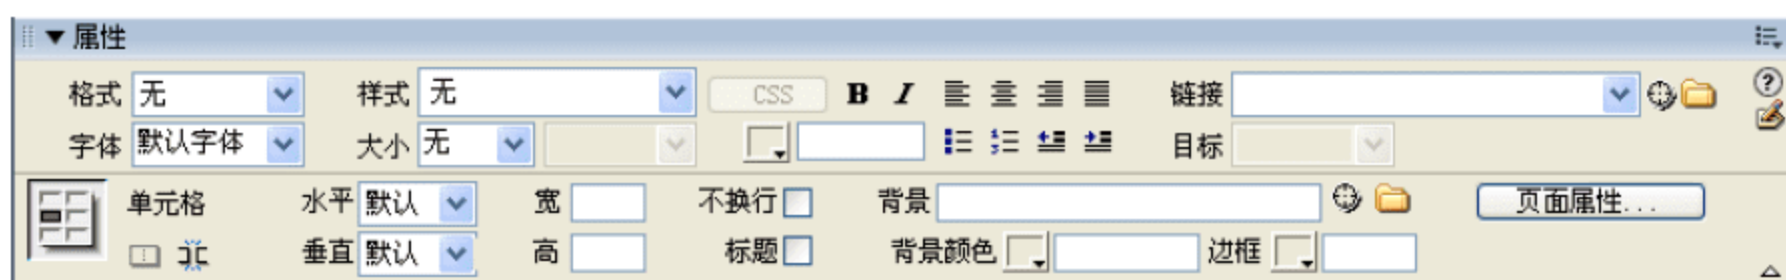 属性
格式 无 样式 无 CSS B I 链接
字体 默认字体 大小 无 目标
单元格 水平 默认 宽 不换行 背景 页面属性...
垂直 默认 高 标题 背景颜色 边框